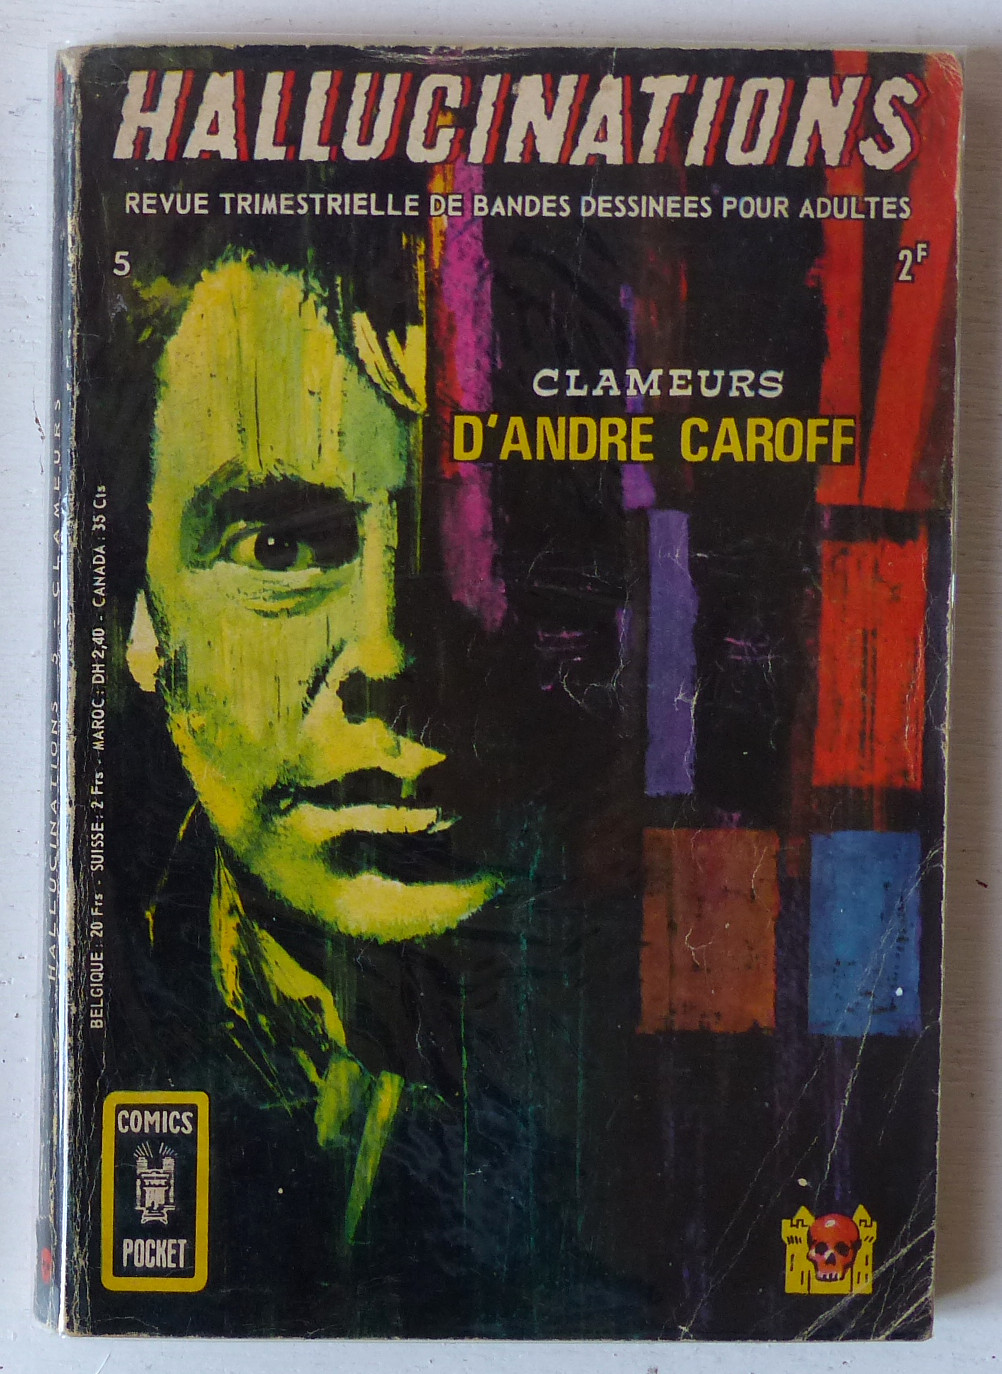 HALLUCINATIONS
REVUE TRIMESTRIELLE DE BANDES DESSINEES POUR ADULTES
5
2F
CLAMEURS
D'ANDRE CAROFF
BELGIQUE : 20 Frs - SUISSE : 2 Frs - MAROC : DH 2,40 - CANADA : 35 Cts
HALLUCINATIONS 5 - CLAMEURS
COMICS
POCKET